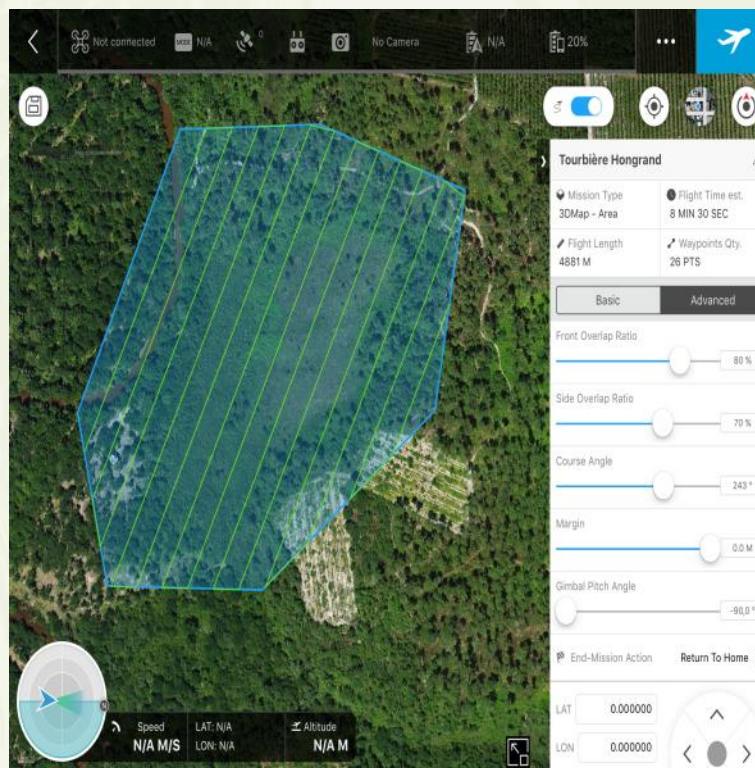 Not connected
MODE N/A
0
No Camera
N/A
20%
Tourbière Hongrand
Mission Type
3DMap - Area
Flight Time est.
8 MIN 30 SEC
Flight Length
4881 M
Waypoints Qty.
26 PTS
Basic
Advanced
Front Overlap Ratio
80 %
Side Overlap Ratio
70 %
Course Angle
243 °
Margin
0.0 M
Gimbal Pitch Angle
-90,0 °
End-Mission Action Return To Home
LAT 0.000000
LON 0.000000
N
Speed
N/A M/S
LAT: N/A
LON: N/A
Altitude
N/A M